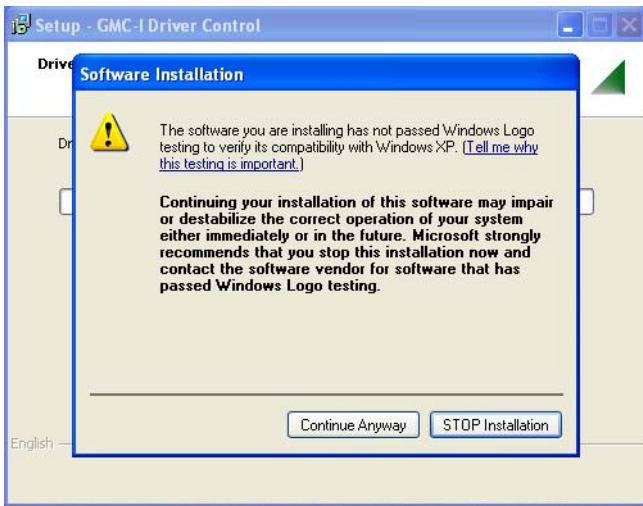 Setup - GMC-I Driver Control
Drive
Software Installation
Dr
The software you are installing has not passed Windows Logo
testing to verify its compatibility with Windows XP. (Tell me why
this testing is important.)
Continuing your installation of this software may impair
or destabilize the correct operation of your system
either immediately or in the future. Microsoft strongly
recommends that you stop this installation now and
contact the software vendor for software that has
passed Windows Logo testing.
Continue Anyway STOP Installation
English